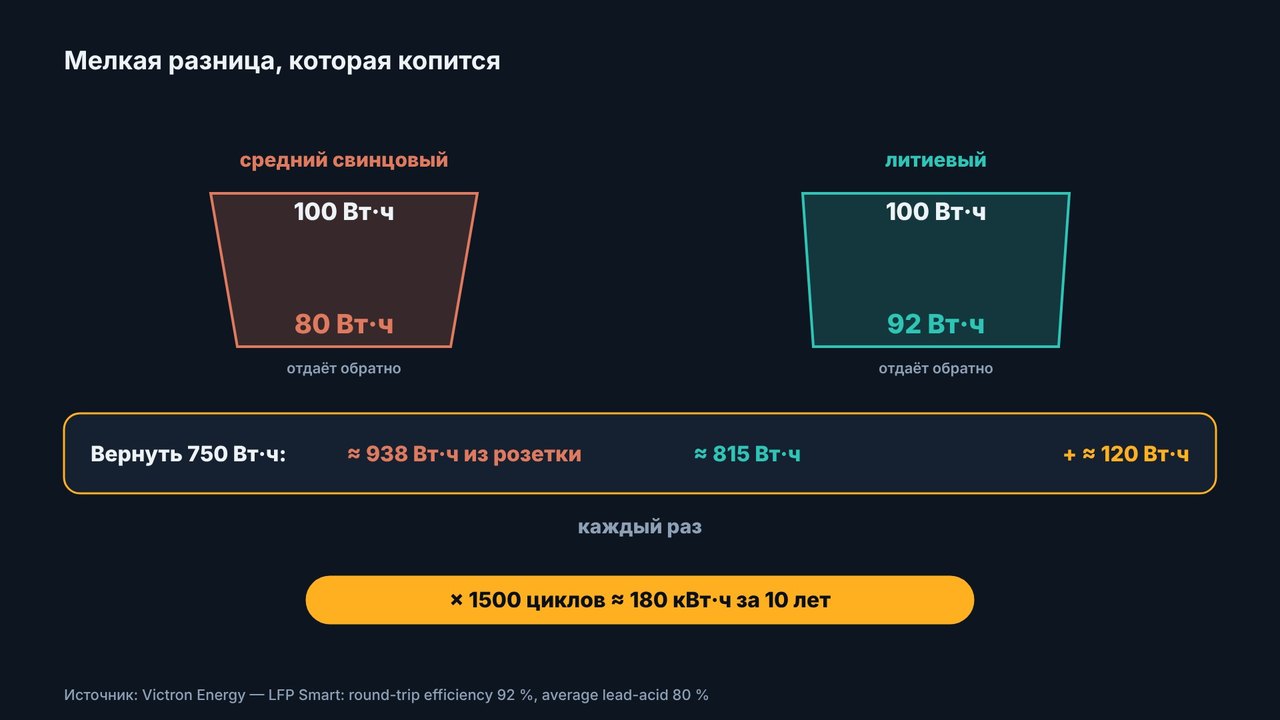 Мелкая разница, которая копится
средний свинцовый
литиевый
100 Вт·ч
100 Вт·ч
80 Вт·ч
92 Вт·ч
отдаёт обратно
отдаёт обратно
Вернуть 750 Вт·ч: ≈ 938 Вт·ч из розетки ≈ 815 Вт·ч + ≈ 120 Вт·ч
каждый раз
× 1500 циклов ≈ 180 кВт·ч за 10 лет
Источник: Victron Energy — LFP Smart: round-trip efficiency 92 %, average lead-acid 80 %